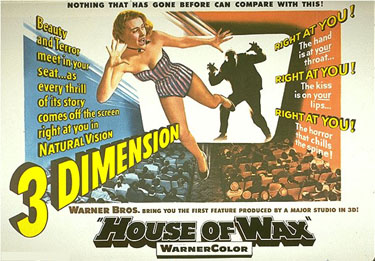 NOTHING THAT HAS GONE BEFORE CAN COMPARE WITH THIS!
Beauty
and Terror
meet in your
seat...as
every thrill
of its story
comes off the screen
right at you in
NATURAL VISION
3 DIMENSION
RIGHT AT YOU!
The hand
is at your
throat...
RIGHT AT YOU!
The kiss
is on your
lips...
RIGHT AT YOU!
The horror
that chills
the spine!
WARNER BROS. BRING YOU THE FIRST FEATURE PRODUCED BY A MAJOR STUDIO IN 3D!
"HOUSE OF WAX"
WARNERCOLOR